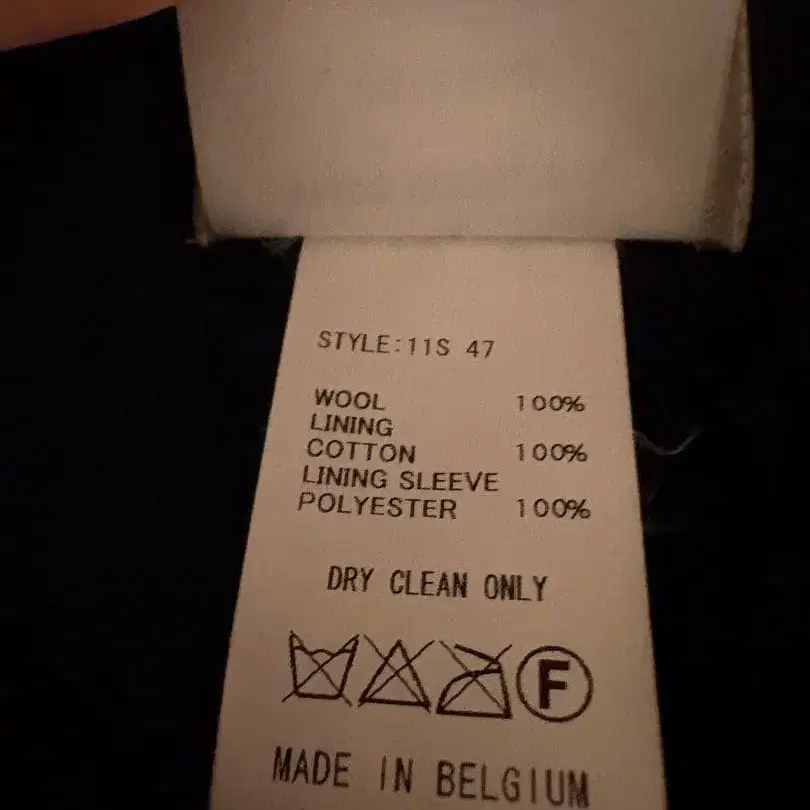 STYLE:11S 47
WOOL 100%
LINING
COTTON 100%
LINING SLEEVE
POLYESTER 100%
DRY CLEAN ONLY
F
MADE IN BELGIUM